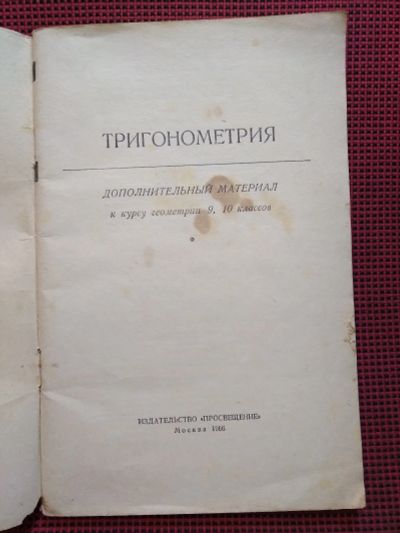 ТРИГОНОМЕТРИЯ
ДОПОЛНИТЕЛЬНЫЙ МАТЕРИАЛ
к курсу геометрии 9, 10 классов
ИЗДАТЕЛЬСТВО «ПРОСВЕЩЕНИЕ»
Москва 1966